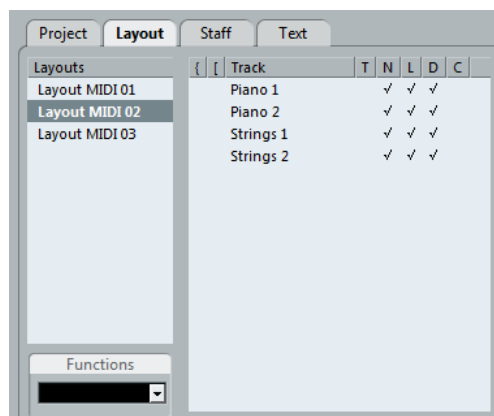 Project Layout Staff Text
Layouts
Layout MIDI 01
Layout MIDI 02
Layout MIDI 03
{ [ Track T N L D C
Piano 1 √ √ √
Piano 2 √ √ √
Strings 1 √ √ √
Strings 2 √ √ √
Functions